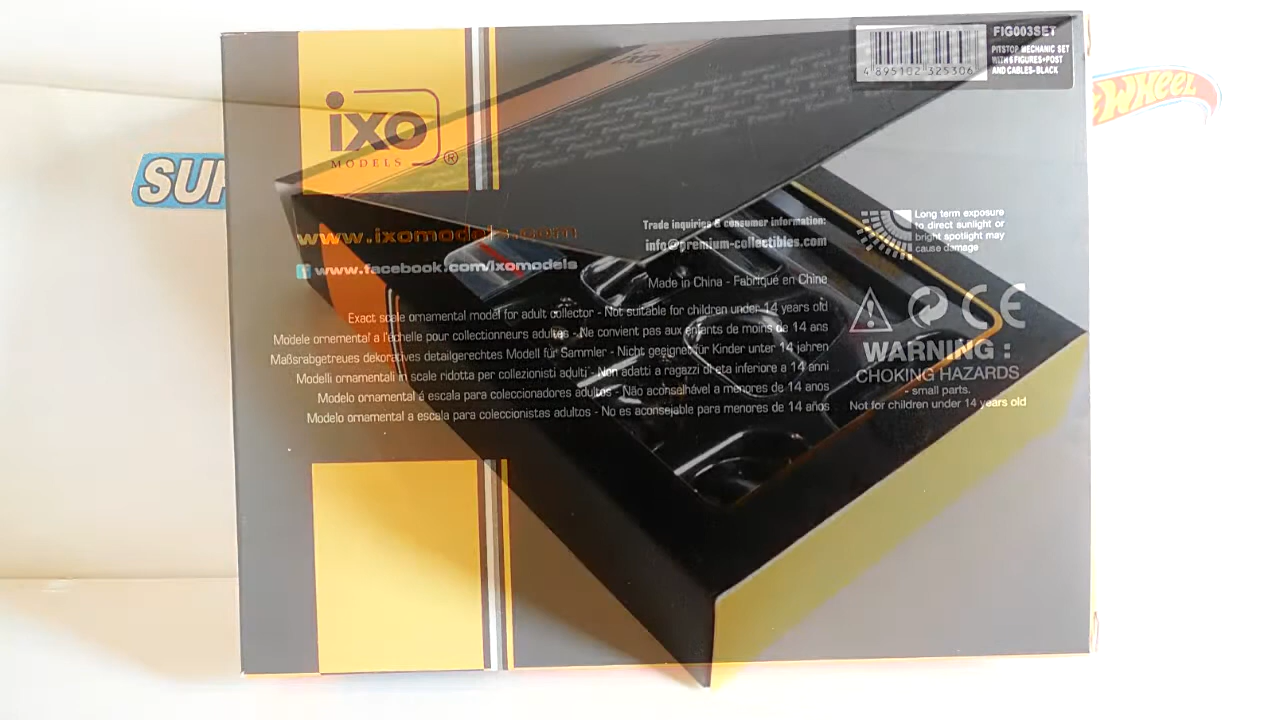 FIG003SET
PITSTOP MECHANIC SET
WITH 6 FIGURES+POST
AND CABLES-BLACK
4 895102 325306
WHEEL
ixo
MODELS ®
ixo
SUP
www.ixomodels.com
f www.facebook.com/ixomodels
Trade inquiries & consumer information:
info@premium-collectibles.com
Made in China - Fabriqué en Chine
Long term exposure
to direct sunlight or
bright spotlight may
cause damage
Exact scale ornamental model for adult collector - Not suitable for children under 14 years old
Modèle ornemental a l'échelle pour collectionneurs adultes - Ne convient pas aux enfants de moins de 14 ans
Maßsrabgetreues dekoratives detailgerechtes Modell für Sammler - Nicht geeignet für Kinder unter 14 jahren
Modelli ornamentali in scale ridotta per collezionisti adulti - Non adatti a ragazzi di eta inferiore a 14 anni
Modelo ornamental á escala para coleccionadores adultos - Não aconselhável a menores de 14 anos
Modelo ornamental a escala para coleccionistas adultos - No es aconsejable para menores de 14 años
CE
WARNING :
CHOKING HAZARDS
- small parts.
Not for children under 14 years old